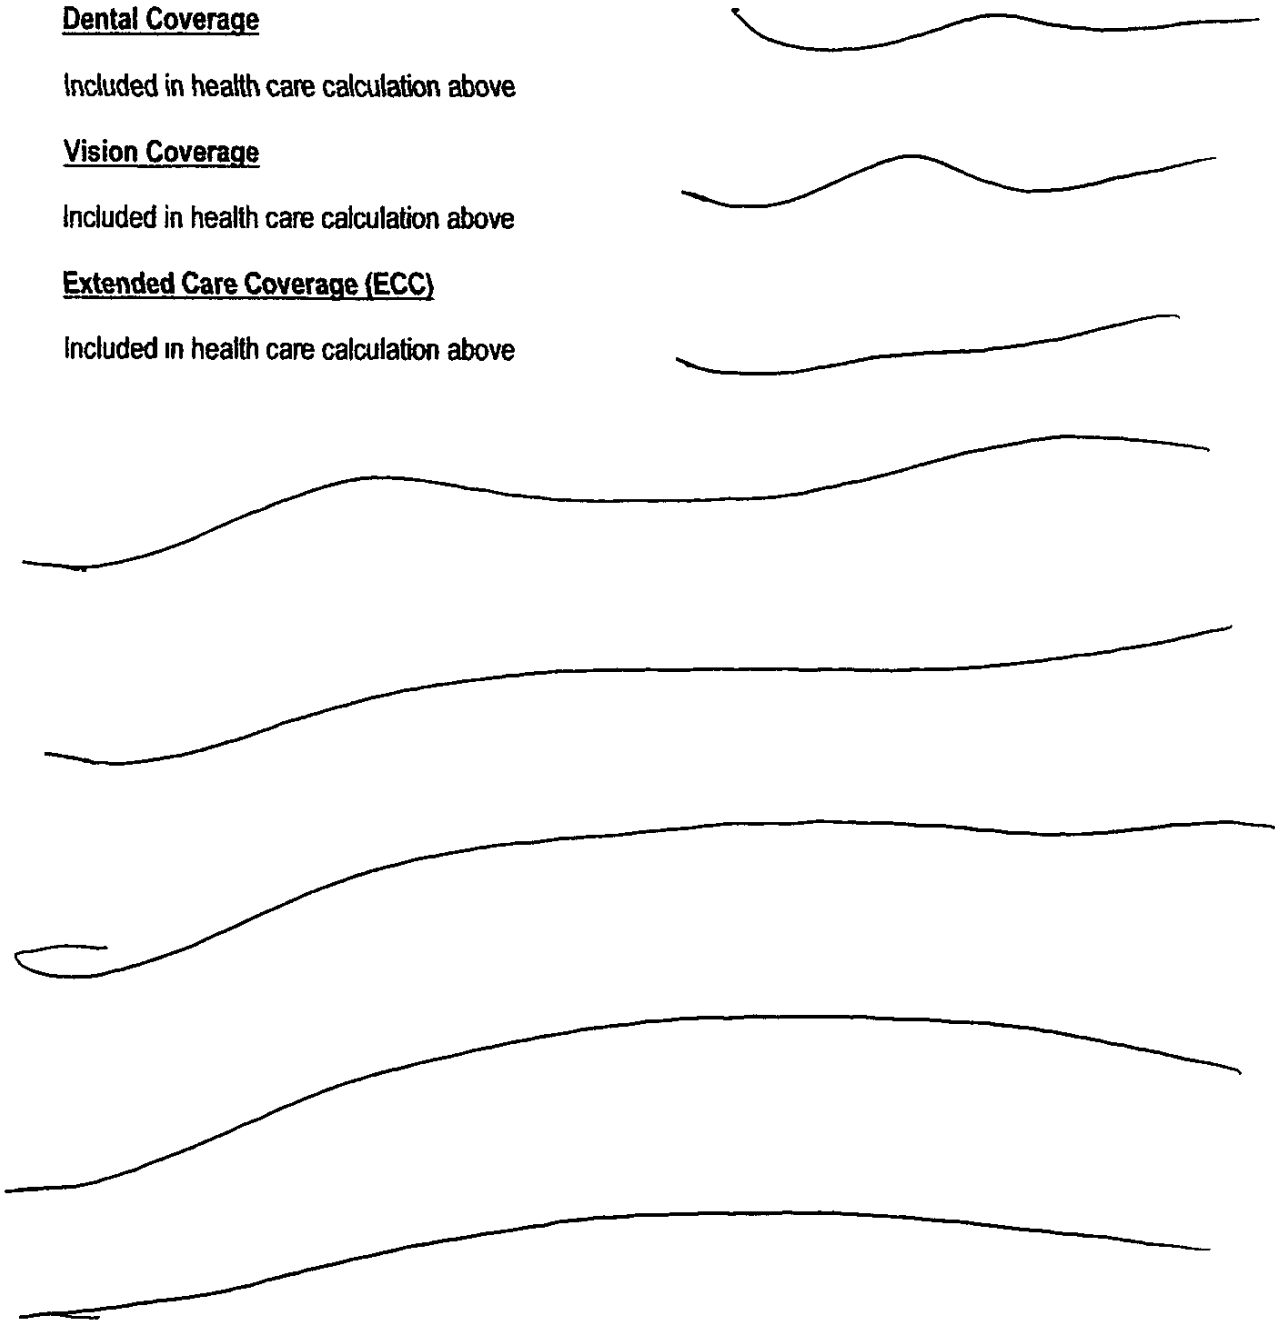 Dental Coverage
Included in health care calculation above
Vision Coverage
Included in health care calculation above
Extended Care Coverage (ECC)
Included in health care calculation above